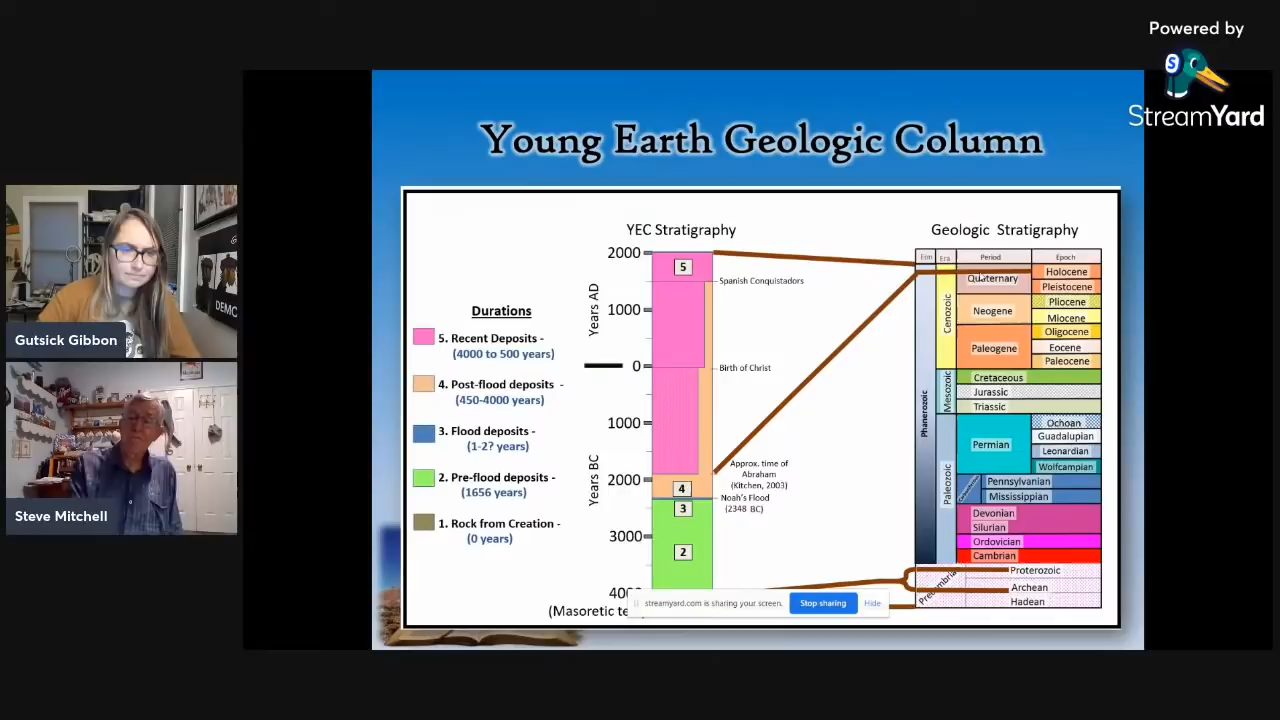 Powered by
S
StreamYard
Young Earth Geologic Column
YEC Stratigraphy
Geologic Stratigraphy
2000
1000
0
1000
2000
3000
Years AD
Years BC
5
4
3
2
Spanish Conquistadors
Birth of Christ
Approx. time of
Abraham
(Kitchen, 2003)
Noah's Flood
(2348 BC)
Durations
5. Recent Deposits -
(4000 to 500 years)
4. Post-flood deposits -
(450-4000 years)
3. Flood deposits -
(1-2? years)
2. Pre-flood deposits -
(1656 years)
1. Rock from Creation -
(0 years)
(Masoretic
Eon Era Period Epoch
Phanerozoic
Cenozoic
Mesozoic
Paleozoic
Precambrian
Quaternary
Neogene
Paleogene
Cretaceous
Jurassic
Triassic
Permian
Pennsylvanian
Mississippian
Devonian
Silurian
Ordovician
Cambrian
Holocene
Pleistocene
Pliocene
Miocene
Oligocene
Eocene
Paleocene
Ochoan
Guadalupian
Leonardian
Wolfcampian
Proterozoic
Archean
Hadean
streamyard.com is sharing your screen.
Stop sharing
Hide
Gutsick Gibbon
Steve Mitchell